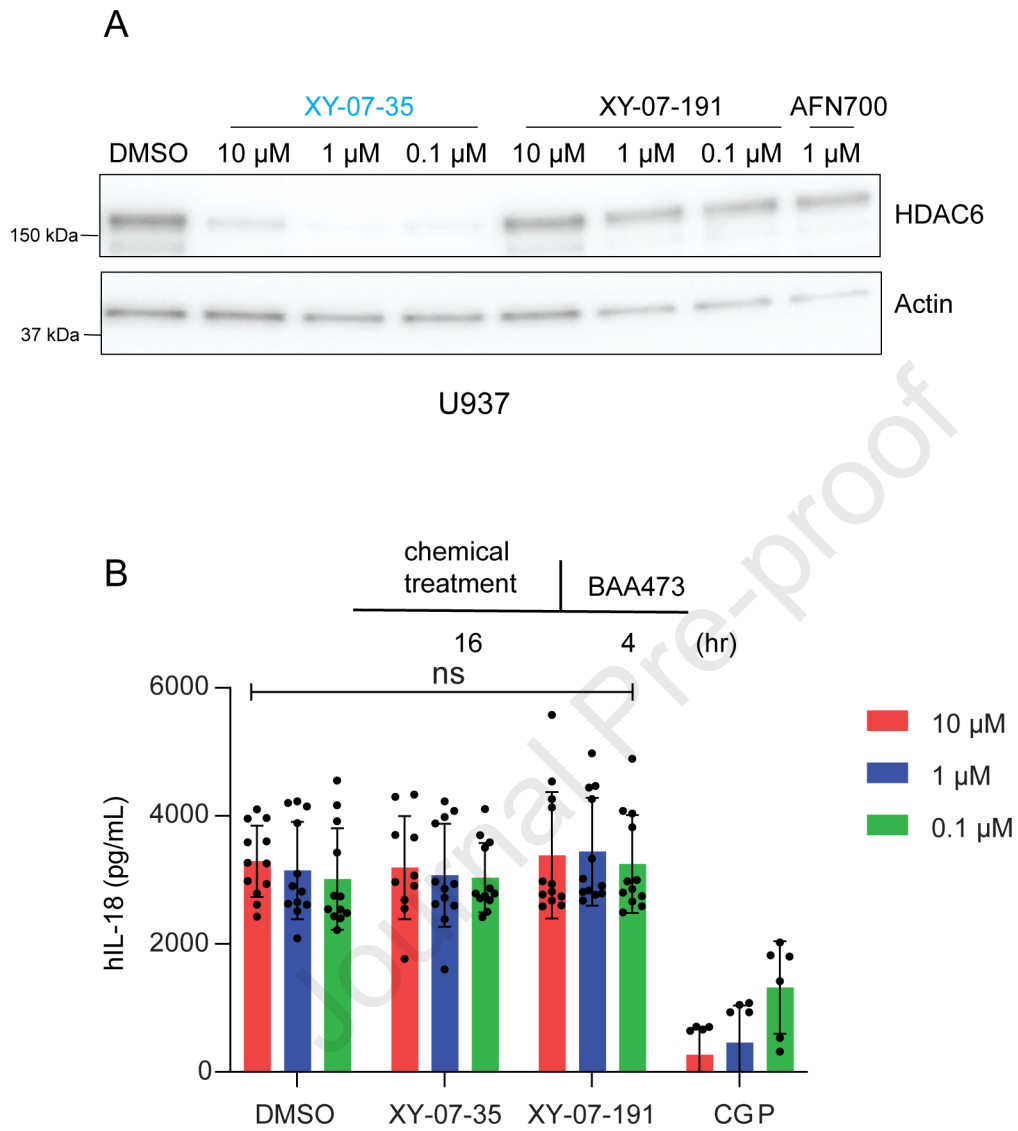 A
XY-07-35 XY-07-191 AFN700
DMSO 10 µM 1 µM 0.1 µM 10 µM 1 µM 0.1 µM 1 µM
HDAC6
150 kDa
Actin
37 kDa
U937
B
chemical
treatment
BAA473
16 4 (hr)
ns
6000
4000
2000
0
hIL-18 (pg/mL)
10 µM
1 µM
0.1 µM
DMSO XY-07-35 XY-07-191 CGP
Journal Pre-proof